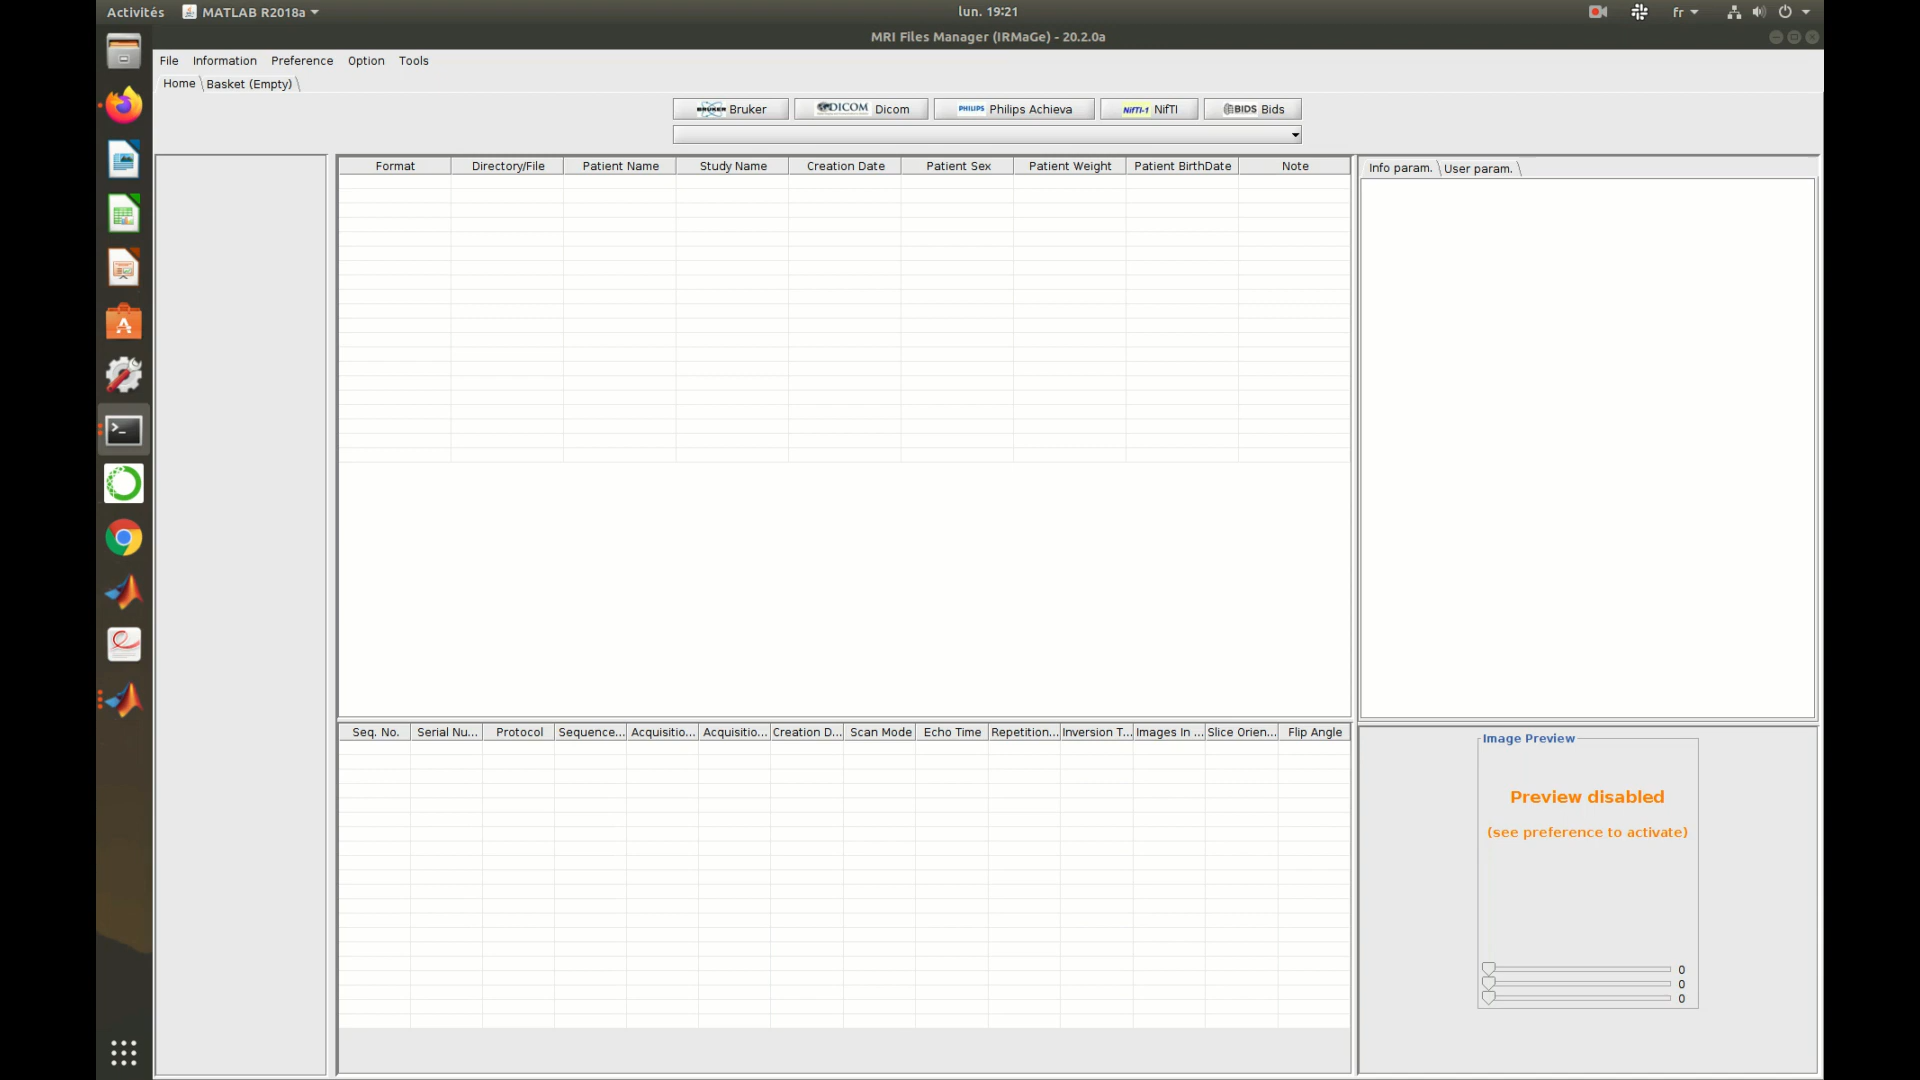 Activités MATLAB R2018a lun. 19:21 fr
MRI Files Manager (IRMaGe) - 20.2.0a
File Information Preference Option Tools
Home Basket (Empty)
BRUKER Bruker DICOM Dicom PHILIPS Philips Achieva NIfTI-1 NifTI BIDS Bids
Format Directory/File Patient Name Study Name Creation Date Patient Sex Patient Weight Patient BirthDate Note
Info param. User param.
Seq. No. Serial Nu... Protocol Sequence... Acquisitio... Acquisitio... Creation D... Scan Mode Echo Time Repetition... Inversion T... Images In ... Slice Orien... Flip Angle
Image Preview
Preview disabled
(see preference to activate)
0
0
0